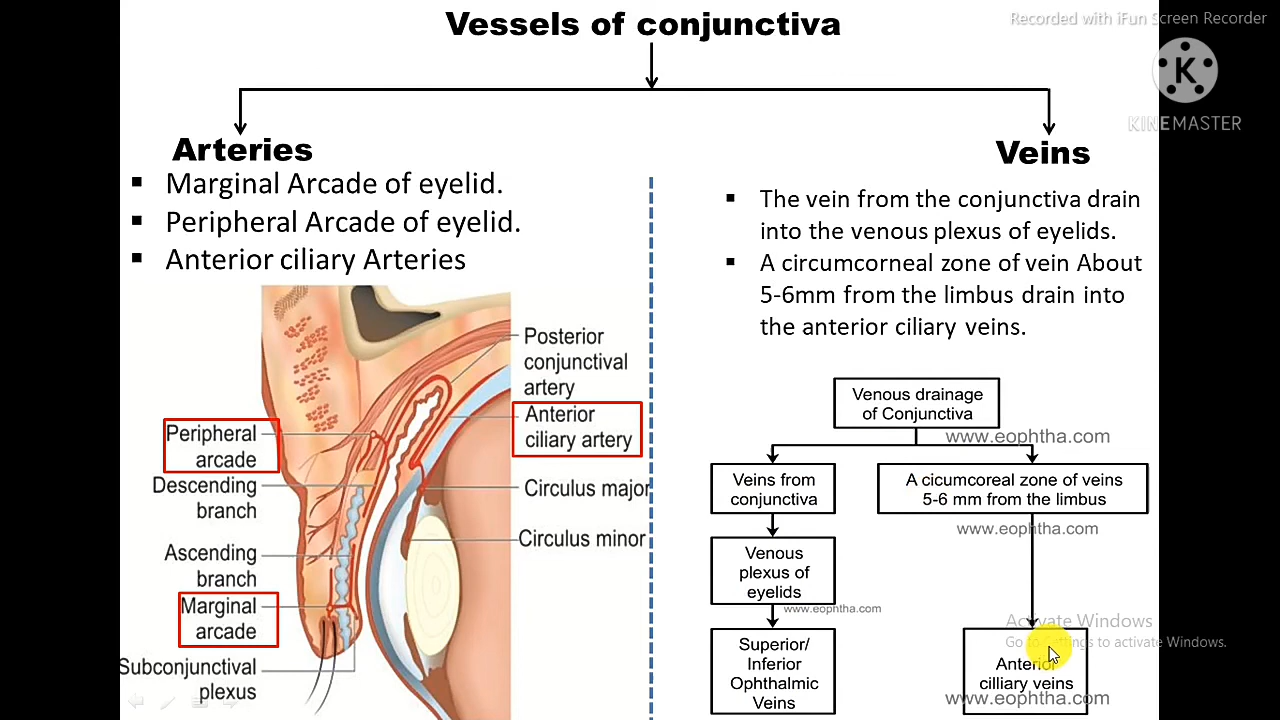 Vessels of conjunctiva
Recorded with iFun Screen Recorder
K
KINEMASTER
Arteries
▪ Marginal Arcade of eyelid.
▪ Peripheral Arcade of eyelid.
▪ Anterior ciliary Arteries
Posterior
conjunctival
artery
Anterior
ciliary artery
Peripheral
arcade
Descending
branch
Circulus major
Circulus minor
Ascending
branch
Marginal
arcade
Subconjunctival
plexus
Veins
▪ The vein from the conjunctiva drain
into the venous plexus of eyelids.
▪ A circumcorneal zone of vein About
5-6mm from the limbus drain into
the anterior ciliary veins.
Venous drainage
of Conjunctiva
www.eophtha.com
Veins from
conjunctiva
A cicumcoreal zone of veins
5-6 mm from the limbus
www.eophtha.com
Venous
plexus of
eyelids
www.eophtha.com
Superior/
Inferior
Ophthalmic
Veins
Activate Windows
Go to Settings to activate Windows.
Anterior
cilliary veins
www.eophtha.com